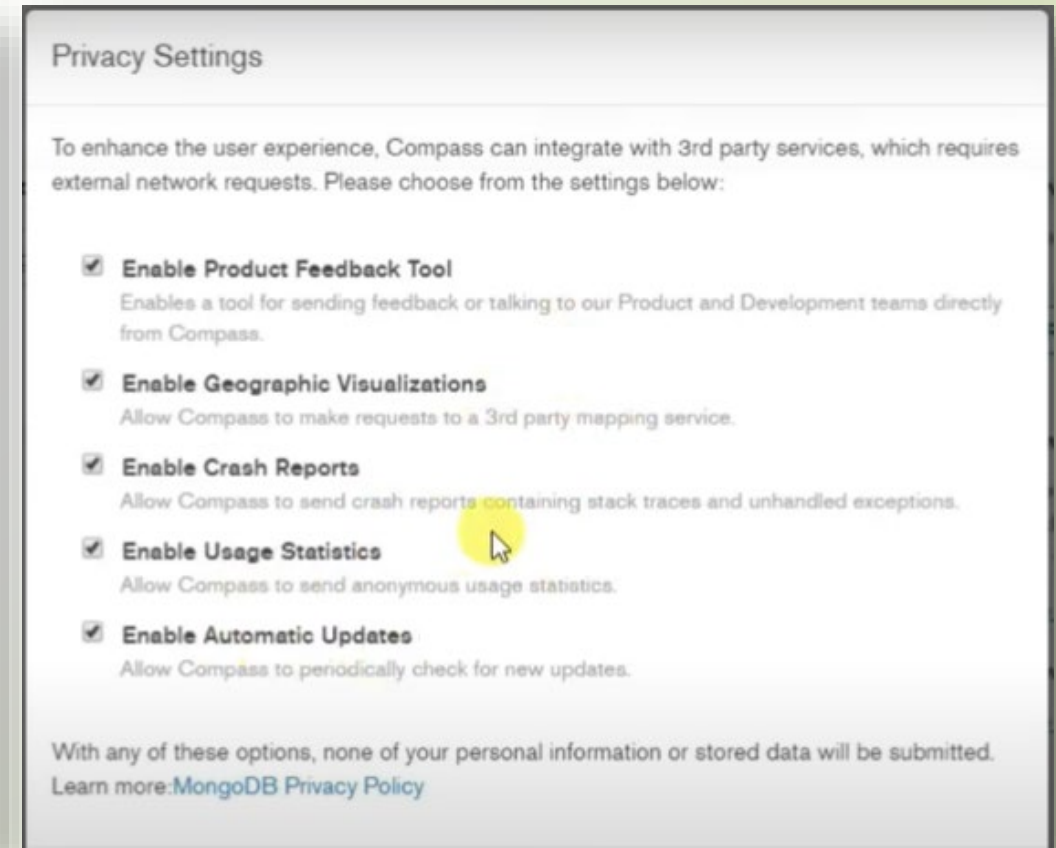 Privacy Settings
To enhance the user experience, Compass can integrate with 3rd party services, which requires
external network requests. Please choose from the settings below:
Enable Product Feedback Tool
Enables a tool for sending feedback or talking to our Product and Development teams directly
from Compass.
Enable Geographic Visualizations
Allow Compass to make requests to a 3rd party mapping service.
Enable Crash Reports
Allow Compass to send crash reports containing stack traces and unhandled exceptions.
Enable Usage Statistics
Allow Compass to send anonymous usage statistics.
Enable Automatic Updates
Allow Compass to periodically check for new updates.
With any of these options, none of your personal information or stored data will be submitted.
Learn more:MongoDB Privacy Policy